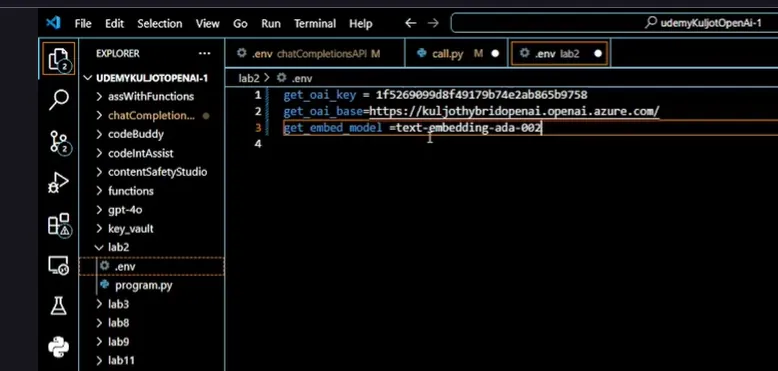 File Edit Selection View Go Run Terminal Help
udemyKuljotOpenAi-1
EXPLORER
.env chatCompletionsAPI M
call.py M
.env lab2
UDEMYKULJOTOPENAI-1
lab2 > .env
assWithFunctions
chatCompletion...
codeBuddy
codeIntAssist
contentSafetyStudio
functions
gpt-4o
key_vault
lab2
.env
program.py
lab3
lab8
lab9
lab11
1 get_oai_key = 1f5269099d8f49179b74e2ab865b9758
2 get_oai_base=https://kuljothybridopenai.openai.azure.com/
3 get_embed_model =text-embedding-ada-002
4
2
2